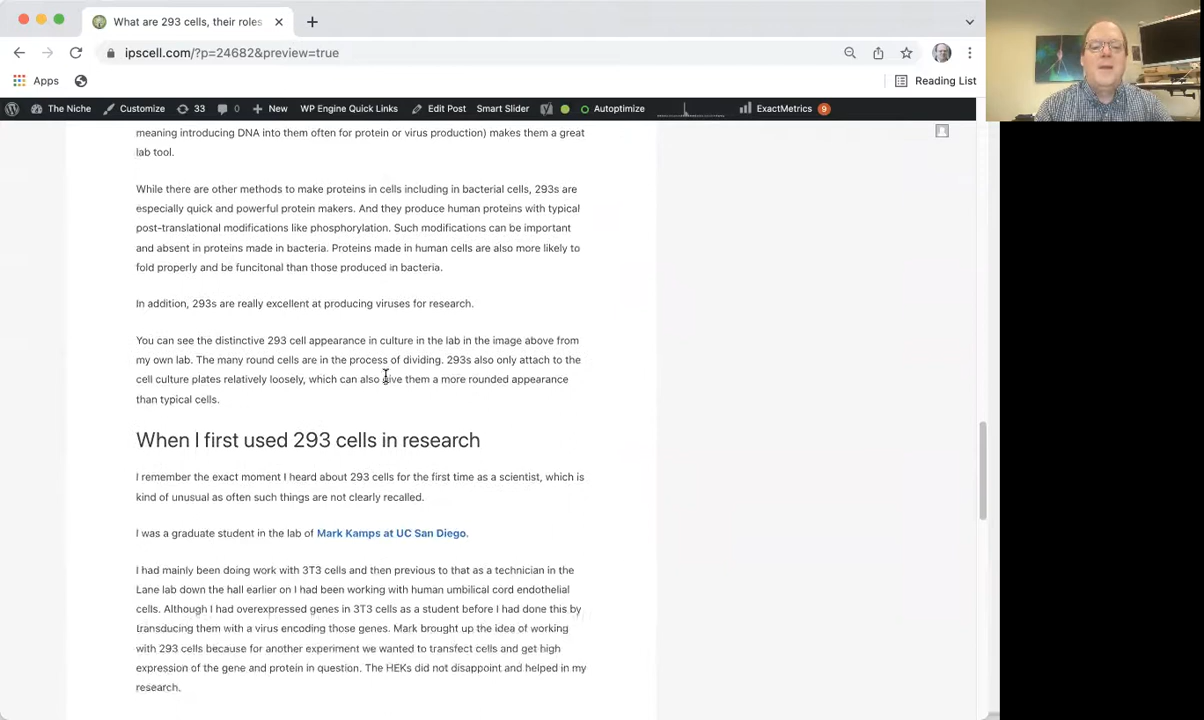 What are 293 cells, their roles
ipscell.com/?p=24682&preview=true
Apps
Reading List
The Niche
Customize
33
0
New
WP Engine Quick Links
Edit Post
Smart Slider
Autoptimize
ExactMetrics
9
meaning introducing DNA into them often for protein or virus production) makes them a great
lab tool.
While there are other methods to make proteins in cells including in bacterial cells, 293s are
especially quick and powerful protein makers. And they produce human proteins with typical
post-translational modifications like phosphorylation. Such modifications can be important
and absent in proteins made in bacteria. Proteins made in human cells are also more likely to
fold properly and be funcitonal than those produced in bacteria.
In addition, 293s are really excellent at producing viruses for research.
You can see the distinctive 293 cell appearance in culture in the lab in the image above from
my own lab. The many round cells are in the process of dividing. 293s also only attach to the
cell culture plates relatively loosely, which can also give them a more rounded appearance
than typical cells.
When I first used 293 cells in research
I remember the exact moment I heard about 293 cells for the first time as a scientist, which is
kind of unusual as often such things are not clearly recalled.
I was a graduate student in the lab of Mark Kamps at UC San Diego.
I had mainly been doing work with 3T3 cells and then previous to that as a technician in the
Lane lab down the hall earlier on I had been working with human umbilical cord endothelial
cells. Although I had overexpressed genes in 3T3 cells as a student before I had done this by
transducing them with a virus encoding those genes. Mark brought up the idea of working
with 293 cells because for another experiment we wanted to transfect cells and get high
expression of the gene and protein in question. The HEKs did not disappoint and helped in my
research.